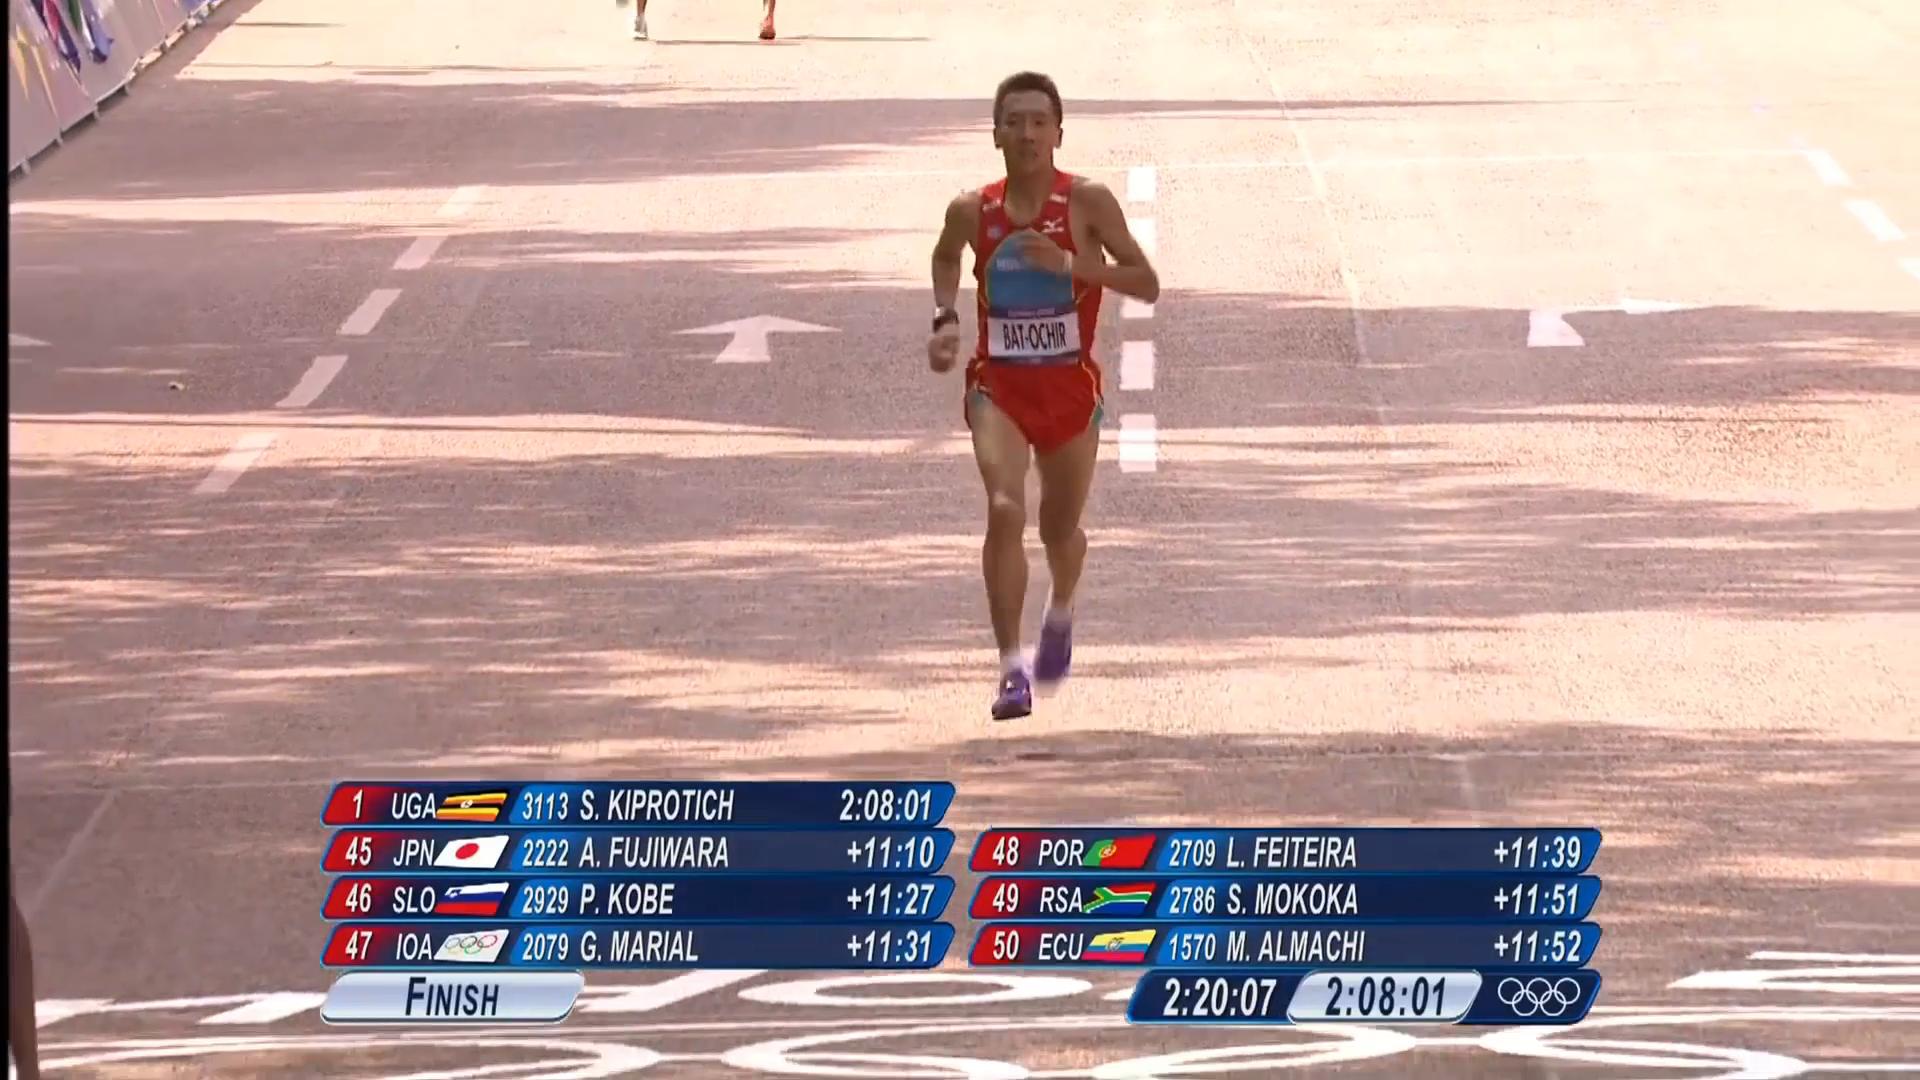 BAT-OCHIR
1 UGA 3113 S. KIPROTICH 2:08:01
45 JPN 2222 A. FUJIWARA +11:10
46 SLO 2929 P. KOBE +11:27
47 IOA 2079 G. MARIAL +11:31
48 POR 2709 L. FEITEIRA +11:39
49 RSA 2786 S. MOKOKA +11:51
50 ECU 1570 M. ALMACHI +11:52
FINISH
2:20:07 2:08:01